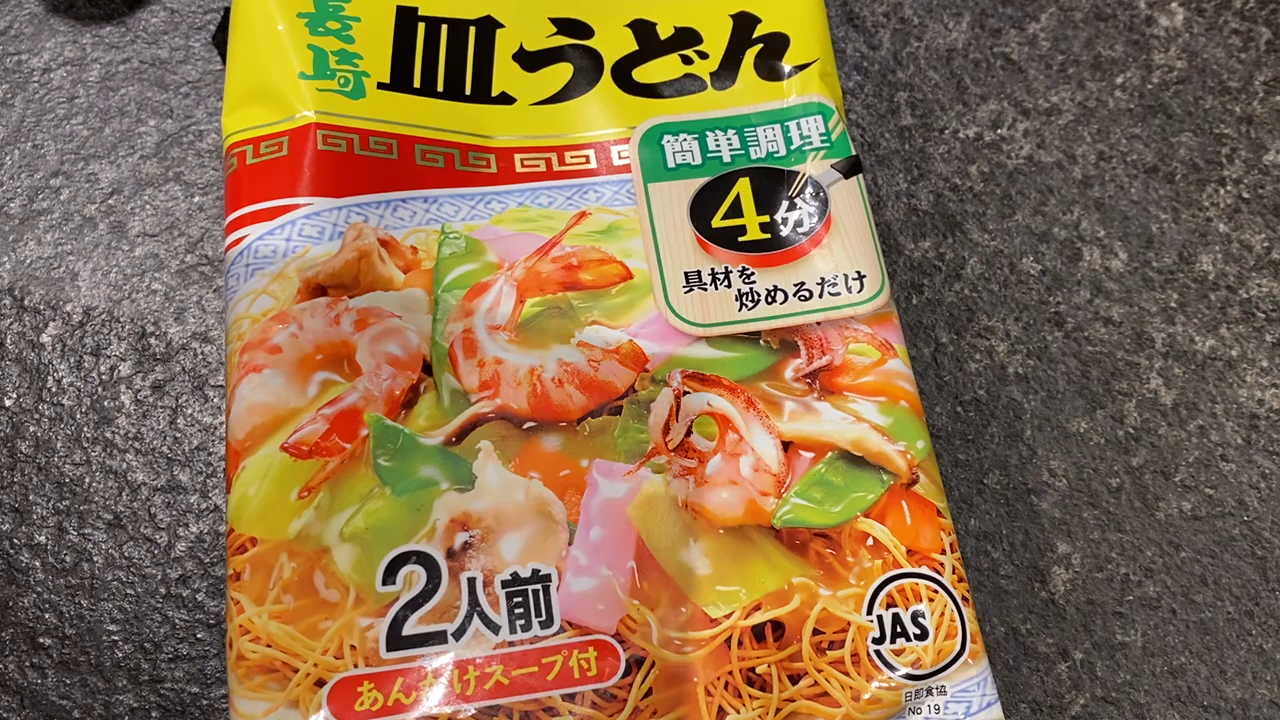 長崎
皿うどん
簡単調理
4分
具材を
炒めるだけ
2人前
あんかけスープ付
JAS
日即食協
No 19